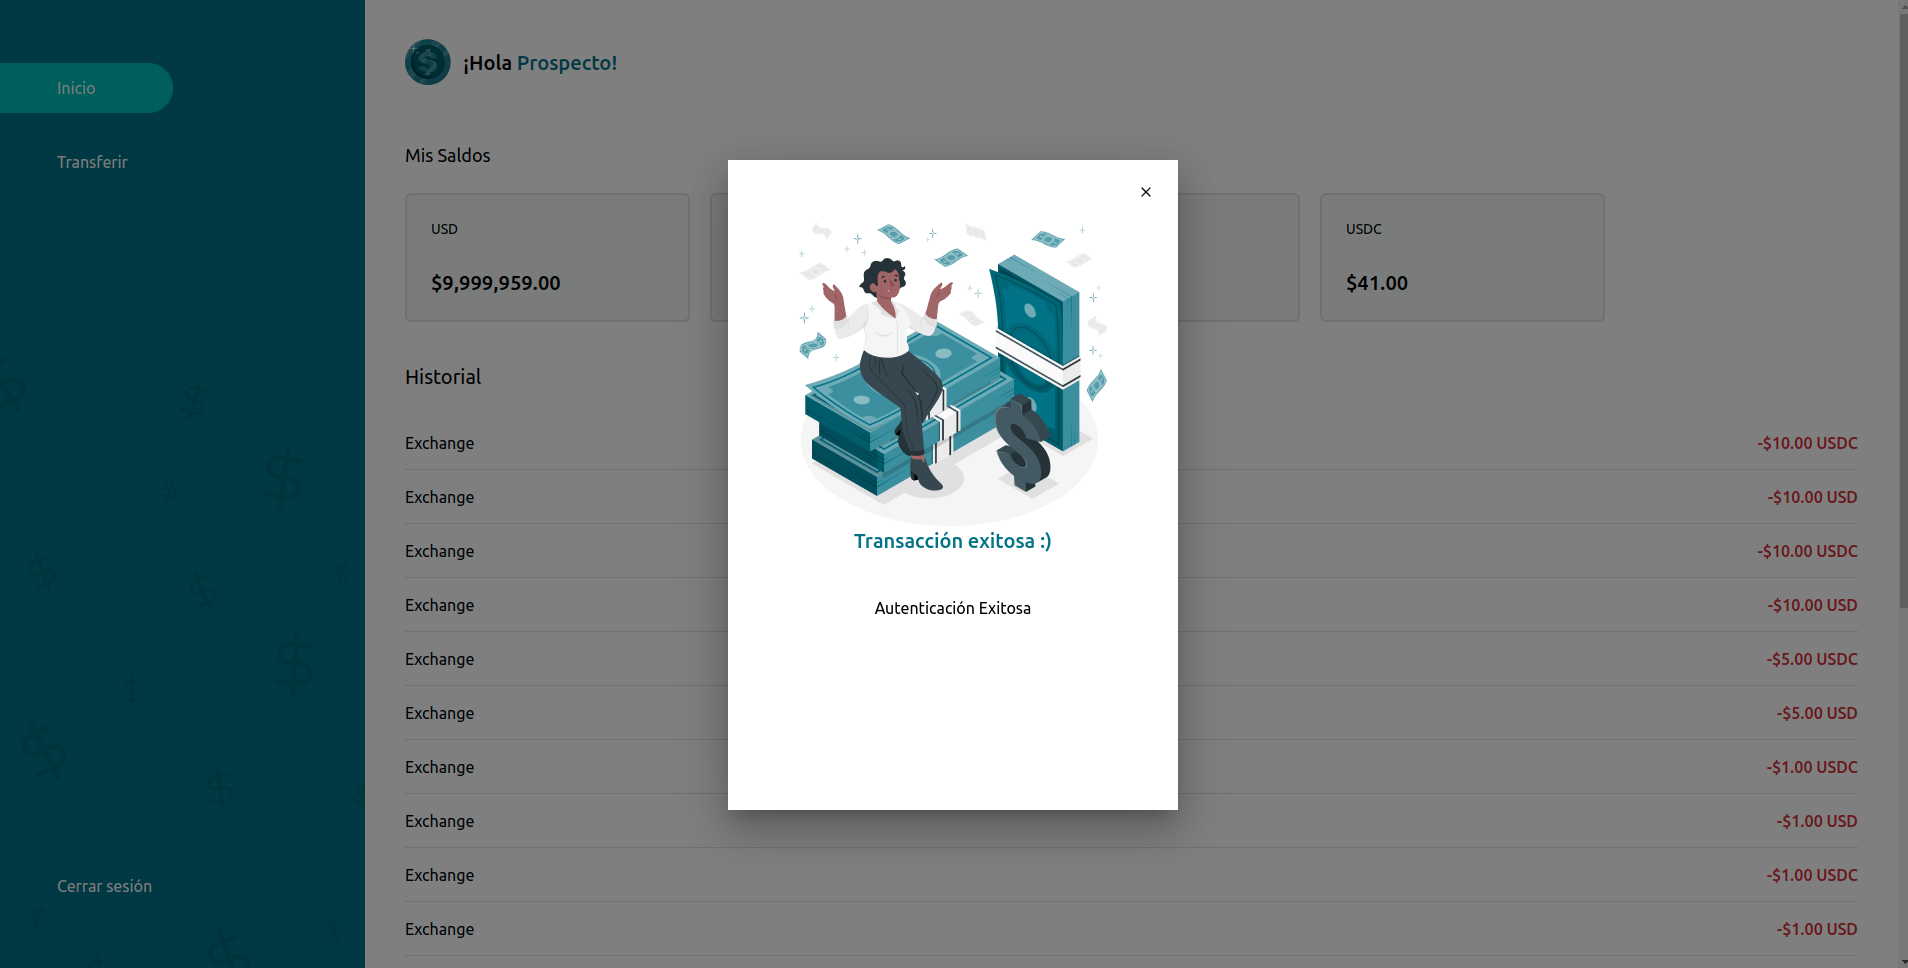 Inicio
Transferir
Cerrar sesión
¡Hola Prospecto!
Mis Saldos
USD
$9,999,959.00
USDC
$41.00
Historial
Exchange -$10.00 USDC
Exchange -$10.00 USD
Exchange -$10.00 USDC
Exchange -$10.00 USD
Exchange -$5.00 USDC
Exchange -$5.00 USD
Exchange -$1.00 USDC
Exchange -$1.00 USD
Exchange -$1.00 USDC
Exchange -$1.00 USD
Transacción exitosa :)
Autenticación Exitosa